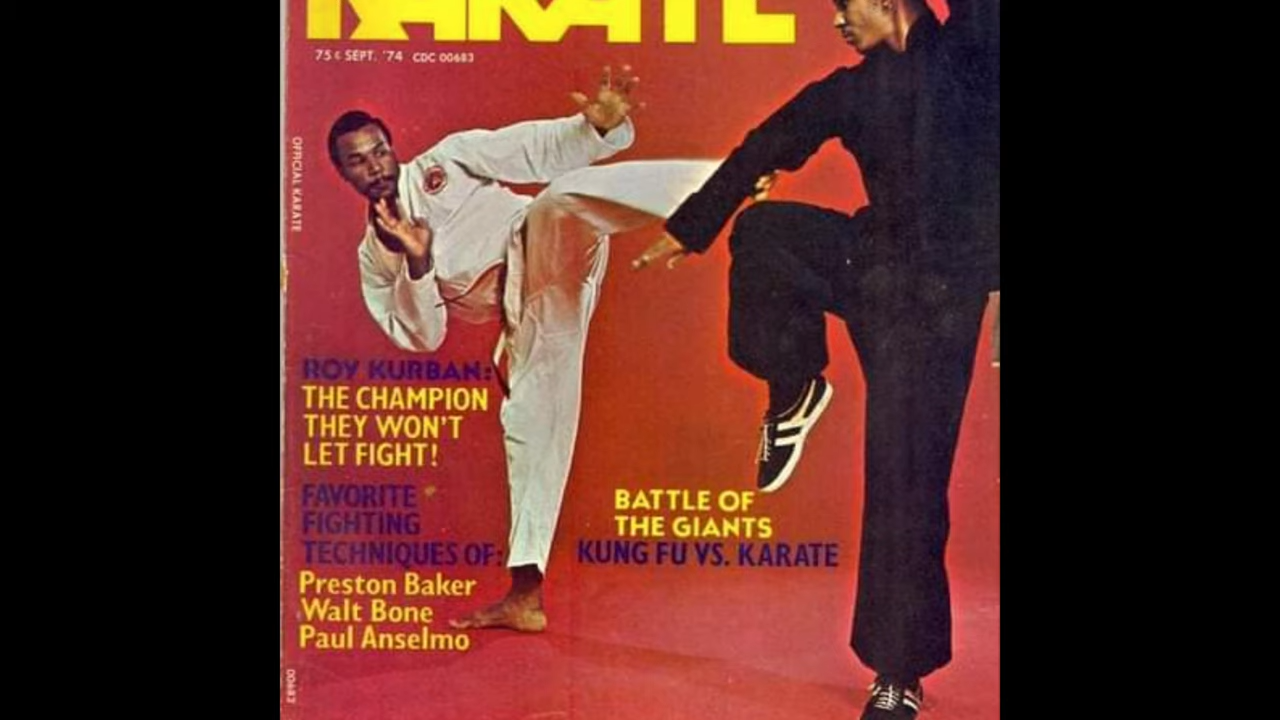 KARATE
75¢ SEPT. '74 CDC 00683
OFFICIAL KARATE
ROY KURBAN:
THE CHAMPION
THEY WON'T
LET FIGHT!
FAVORITE
FIGHTING
TECHNIQUES OF:
Preston Baker
Walt Bone
Paul Anselmo
BATTLE OF
THE GIANTS
KUNG FU VS. KARATE
00683